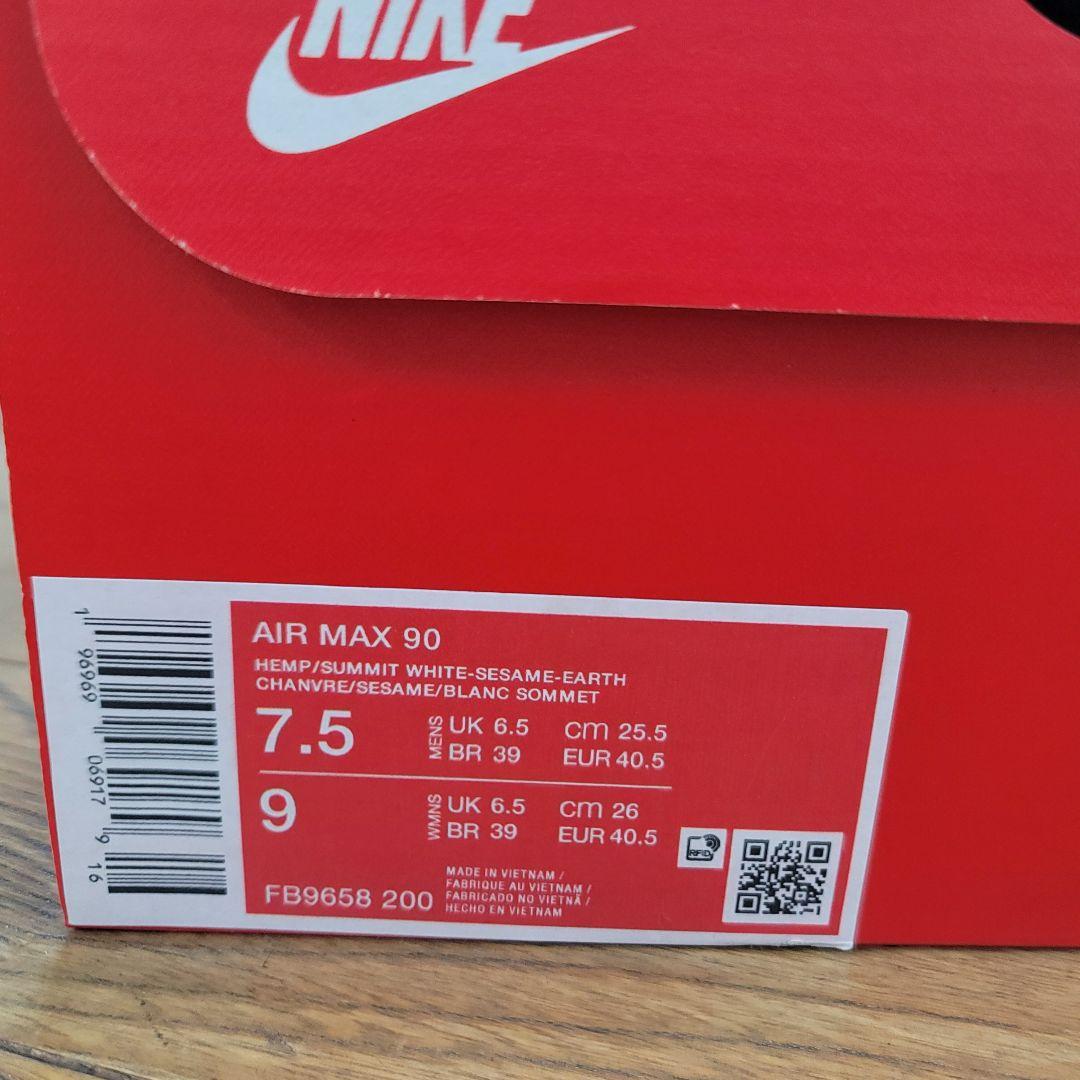 NIKE
AIR MAX 90
HEMP/SUMMIT WHITE-SESAME-EARTH
CHANVRE/SESAME/BLANC SOMMET
7.5 MENS UK 6.5 cm 25.5
BR 39 EUR 40.5
9 WMNS UK 6.5 cm 26
BR 39 EUR 40.5
RFID
FB9658 200
MADE IN VIETNAM /
FABRIQUE AU VIETNAM /
FABRICADO NO VIETNÃ /
HECHO EN VIETNAM
1 96969 06917 9 16